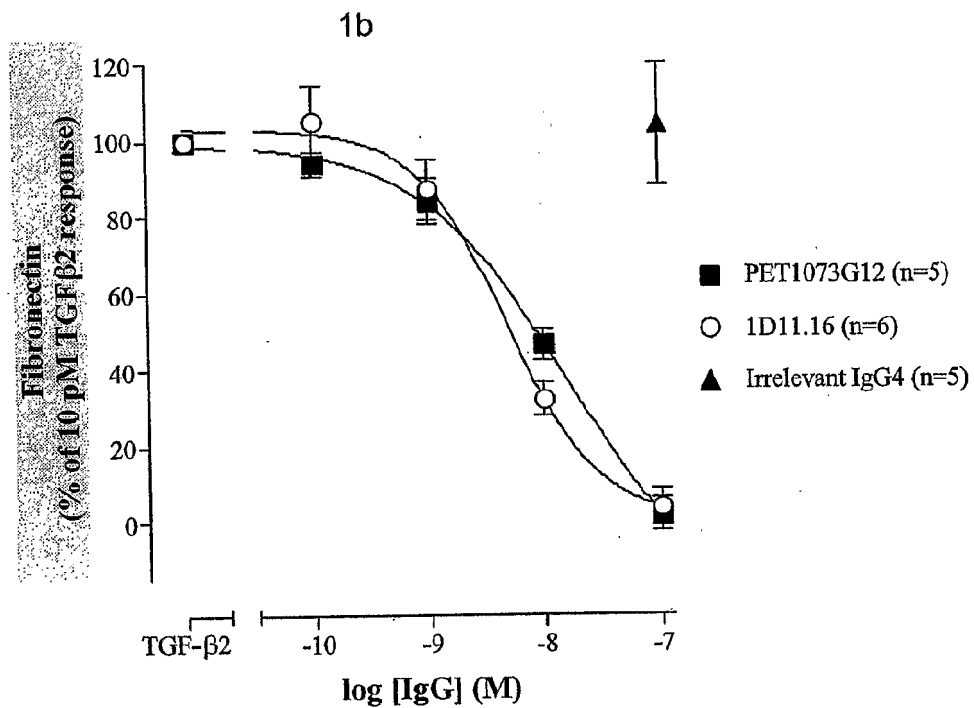 1b
Fibronectin
(% of 10 pM TGFβ2 response)
120
100
80
60
40
20
0
PET1073G12 (n=5)
1D11.16 (n=6)
Irrelevant IgG4 (n=5)
TGF-β2
-10
-9
-8
-7
log [IgG] (M)